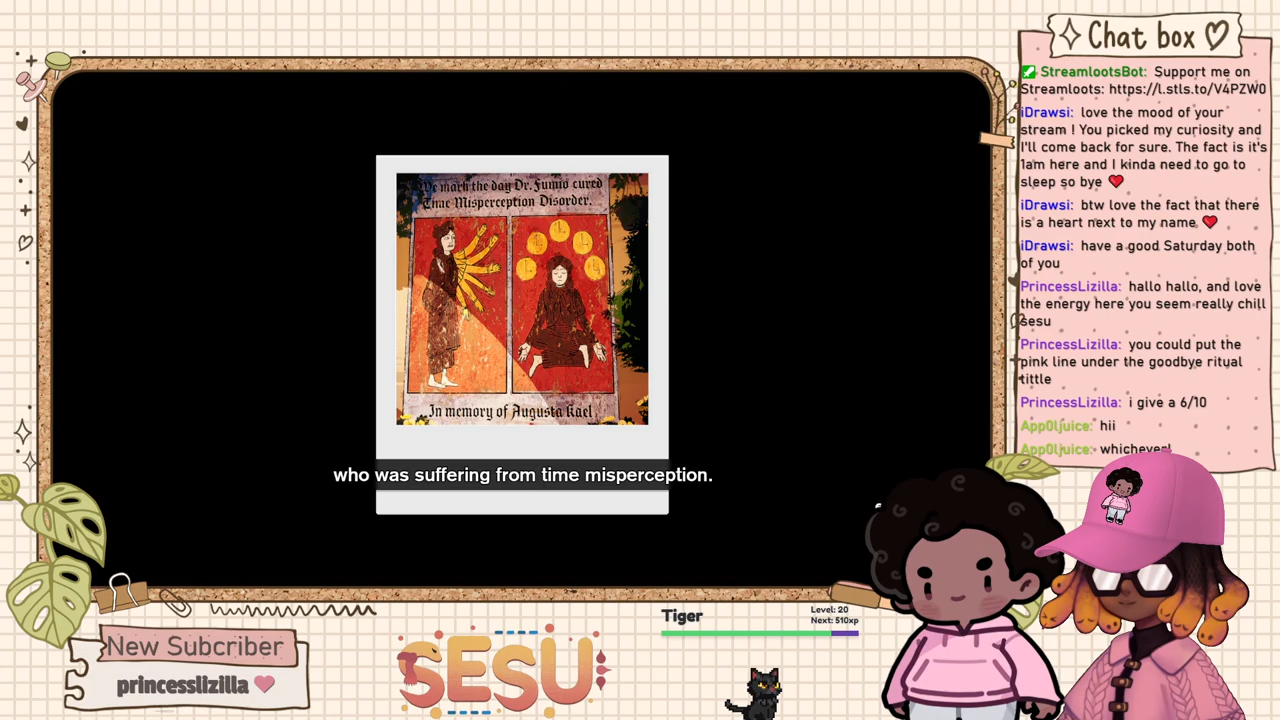 Chat box
StreamlootsBot: Support me on
Streamloots: https://l.stls.to/V4PZW0
iDrawsi: love the mood of your
stream ! You picked my curiosity and
I'll come back for sure. The fact is it's
1am here and I kinda need to go to
sleep so bye
iDrawsi: btw love the fact that there
is a heart next to my name
iDrawsi: have a good Saturday both
of you
PrincessLizilla: hallo hallo, and love
the energy here you seem really chill
sesu
PrincessLizilla: you could put the
pink line under the goodbye ritual
tittle
PrincessLizilla: i give a 6/10
App0ljuice: hii
App0ljuice: whichever!
We mark the day Dr. Fumio cured
Time Misperception Disorder.
In memory of Augusta Kael
who was suffering from time misperception.
New Subcriber
princesslizilla
SESU
Tiger
Level: 20
Next: 510xp